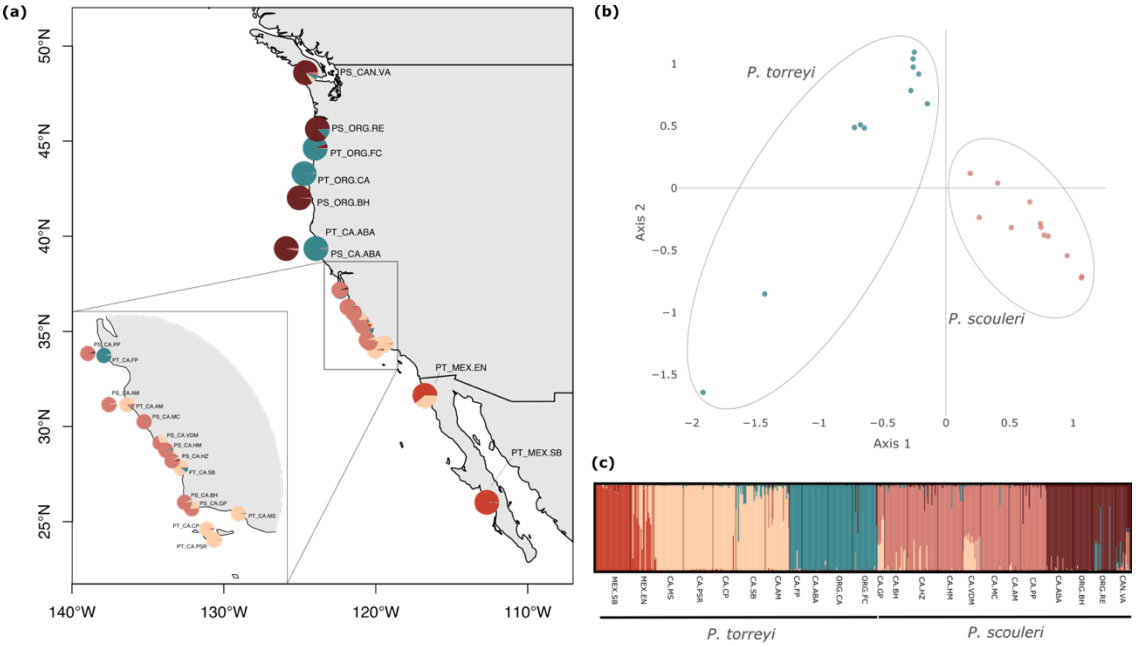 (a)
50°N
45°N
40°N
35°N
30°N
25°N
140°W
130°W
120°W
110°W
PS_CAN.VA
PS_ORG.RE
PT_ORG.FC
PT_ORG.CA
PS_ORG.BH
PT_CA.ABA
PS_CA.ABA
PT_MEX.EN
PT_MEX.SB
PS_CA.PP
PT_CA.FP
PS_CA.AM
PT_CA.AM
PS_CA.MC
PS_CA.VDM
PS_CA.HM
PS_CA.HZ
PT_CA.SB
PS_CA.BH
PS_CA.GP
PT_CA.MS
PT_CA.CP
PT_CA.PSR
(b)
P. torreyi
P. scouleri
1
0.5
0
−0.5
−1
−1.5
Axis 2
−2
−1.5
−1
−0.5
0
0.5
1
Axis 1
(c)
MEX.SB
MEX.EN
CA.MS
CA.PSR
CA.CP
CA.SB
CA.AM
CA.FP
CA.ABA
ORG.CA
ORG.FC
CA.GP
CA.BH
CA.HZ
CA.HM
CA.VDM
CA.MC
CA.AM
CA.PP
CA.ABA
ORG.BH
ORG.RE
CAN.VA
P. torreyi
P. scouleri